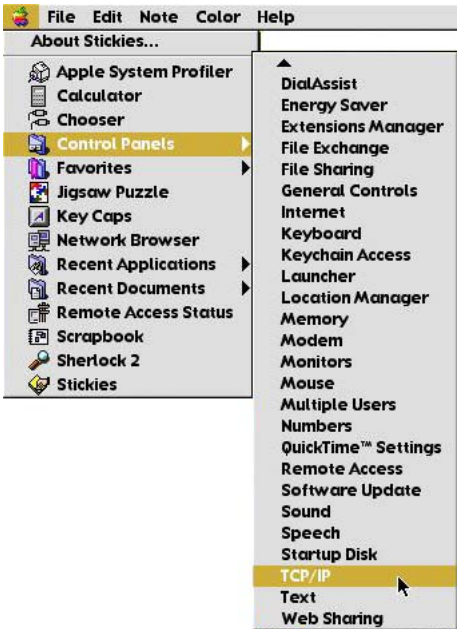 File Edit Note Color Help
About Stickies...
Apple System Profiler
Calculator
Chooser
Control Panels
Favorites
Jigsaw Puzzle
Key Caps
Network Browser
Recent Applications
Recent Documents
Remote Access Status
Scrapbook
Sherlock 2
Stickies
DialAssist
Energy Saver
Extensions Manager
File Exchange
File Sharing
General Controls
Internet
Keyboard
Keychain Access
Launcher
Location Manager
Memory
Modem
Monitors
Mouse
Multiple Users
Numbers
QuickTime™ Settings
Remote Access
Software Update
Sound
Speech
Startup Disk
TCP/IP
Text
Web Sharing